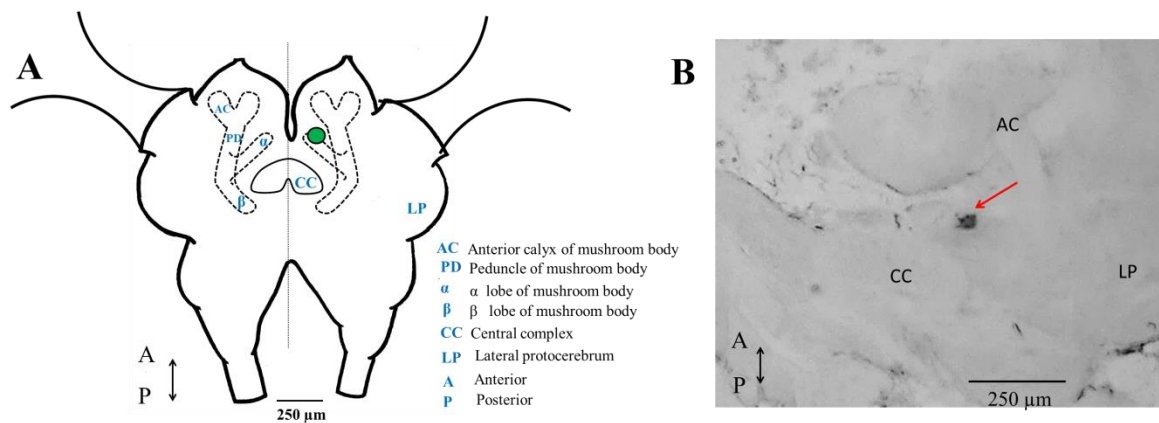 A
AC
PD
α
CC
β
LP
AC Anterior calyx of mushroom body
PD Peduncle of mushroom body
α α lobe of mushroom body
β β lobe of mushroom body
CC Central complex
LP Lateral protocerebrum
A Anterior
P Posterior
A
P
250 µm
B
AC
CC
LP
A
P
250 µm